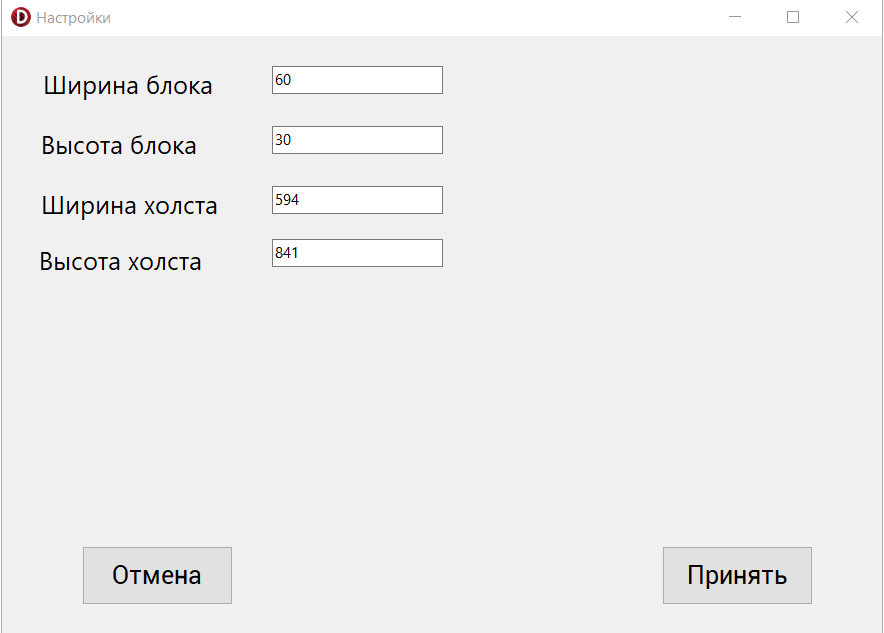 Настройки
Ширина блока 60
Высота блока 30
Ширина холста 594
Высота холста 841
Отмена Принять